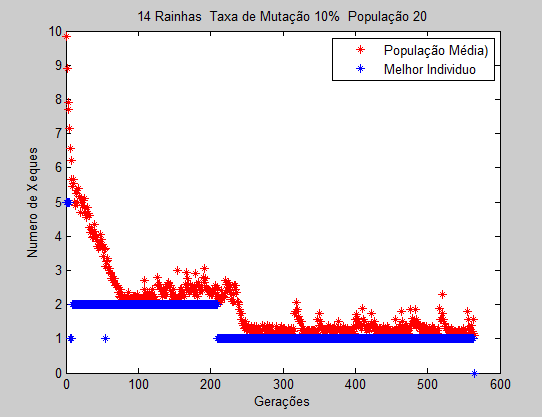 14 Rainhas Taxa de Mutação 10% População 20
População Média)
Melhor Individuo
Numero de Xeques
10
9
8
7
6
5
4
3
2
1
0
0 100 200 300 400 500 600
Gerações